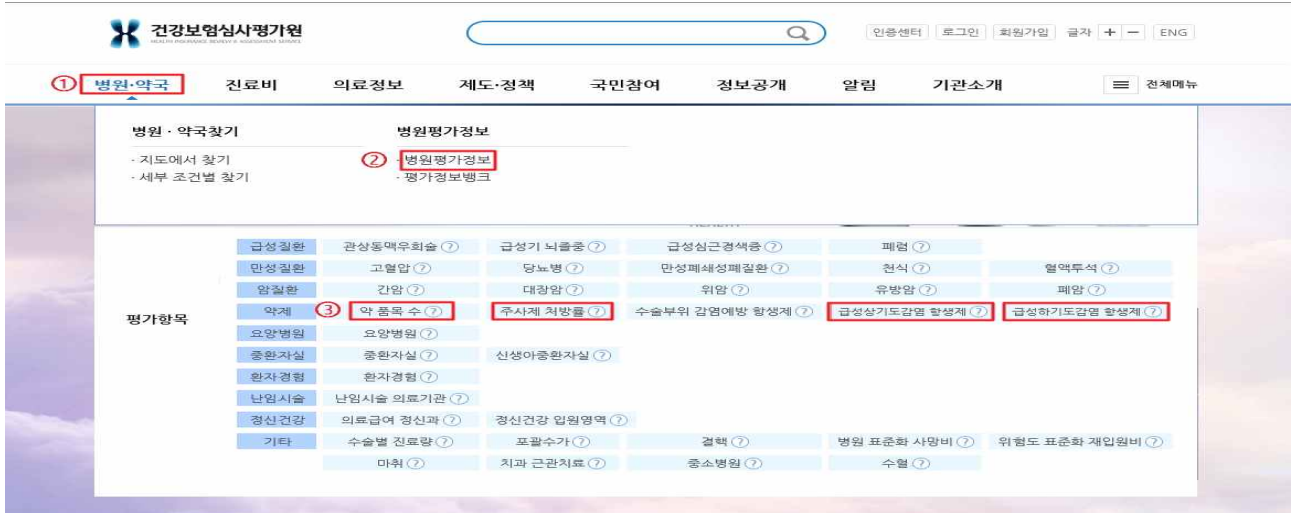 건강보험심사평가원
HEALTH INSURANCE REVIEW & ASSESSMENT SERVICE
인증센터 로그인 회원가입 글자 + - ENG
① 병원·약국 진료비 의료정보 제도·정책 국민참여 정보공개 알림 기관소개 전체메뉴
병원 · 약국찾기 병원평가정보
· 지도에서 찾기 ② · 병원평가정보
· 세부 조건별 찾기 · 평가정보뱅크
급성질환 관상동맥우회술 ? 급성기 뇌졸중 ? 급성심근경색증 ? 폐렴 ?
만성질환 고혈압 ? 당뇨병 ? 만성폐쇄성폐질환 ? 천식 ? 혈액투석 ?
암질환 간암 ? 대장암 ? 위암 ? 유방암 ? 폐암 ?
평가항목 약제 ③ 약 품목 수 ? 주사제 처방률 ? 수술부위 감염예방 항생제 ? 급성상기도감염 항생제 ? 급성하기도감염 항생제 ?
요양병원 요양병원 ?
중환자실 중환자실 ? 신생아중환자실 ?
환자경험 환자경험 ?
난임시술 난임시술 의료기관 ?
정신건강 의료급여 정신과 ? 정신건강 입원영역 ?
기타 수술별 진료량 ? 포괄수가 ? 결핵 ? 병원 표준화 사망비 ? 위험도 표준화 재입원비 ?
마취 ? 치과 근관치료 ? 중소병원 ? 수혈 ?